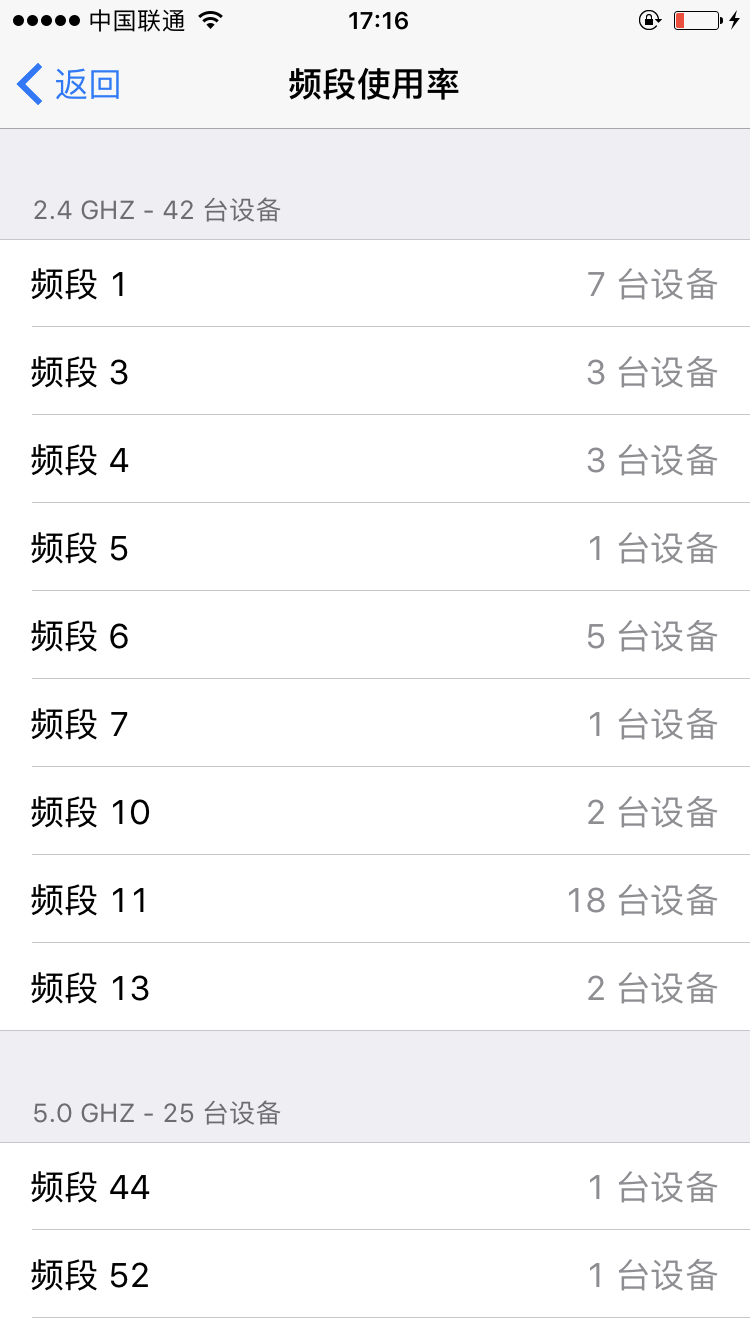 中国联通 17:16
返回 频段使用率
2.4 GHZ - 42 台设备
频段 1 7 台设备
频段 3 3 台设备
频段 4 3 台设备
频段 5 1 台设备
频段 6 5 台设备
频段 7 1 台设备
频段 10 2 台设备
频段 11 18 台设备
频段 13 2 台设备
5.0 GHZ - 25 台设备
频段 44 1 台设备
频段 52 1 台设备